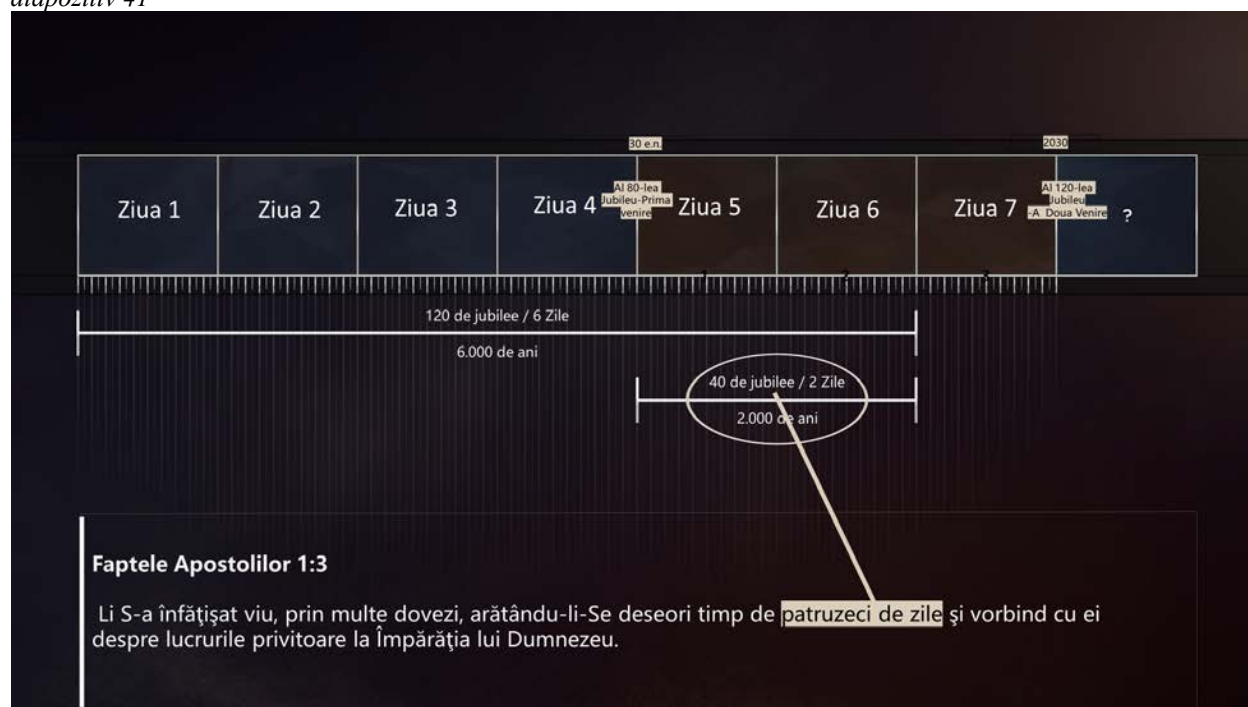 diapozitiv 41
30 e.n.
2030
Ziua 1
Ziua 2
Ziua 3
Ziua 4
Al 80-lea
Jubileu-Prima
venire
Ziua 5
Ziua 6
Ziua 7
Al 120-lea
Jubileu
-A Doua Venire
?
1
2
3
120 de jubilee / 6 Zile
6.000 de ani
40 de jubilee / 2 Zile
2.000 de ani
Faptele Apostolilor 1:3
Li S-a înfăţişat viu, prin multe dovezi, arătându-li-Se deseori timp de patruzeci de zile şi vorbind cu ei
despre lucrurile privitoare la Împărăţia lui Dumnezeu.